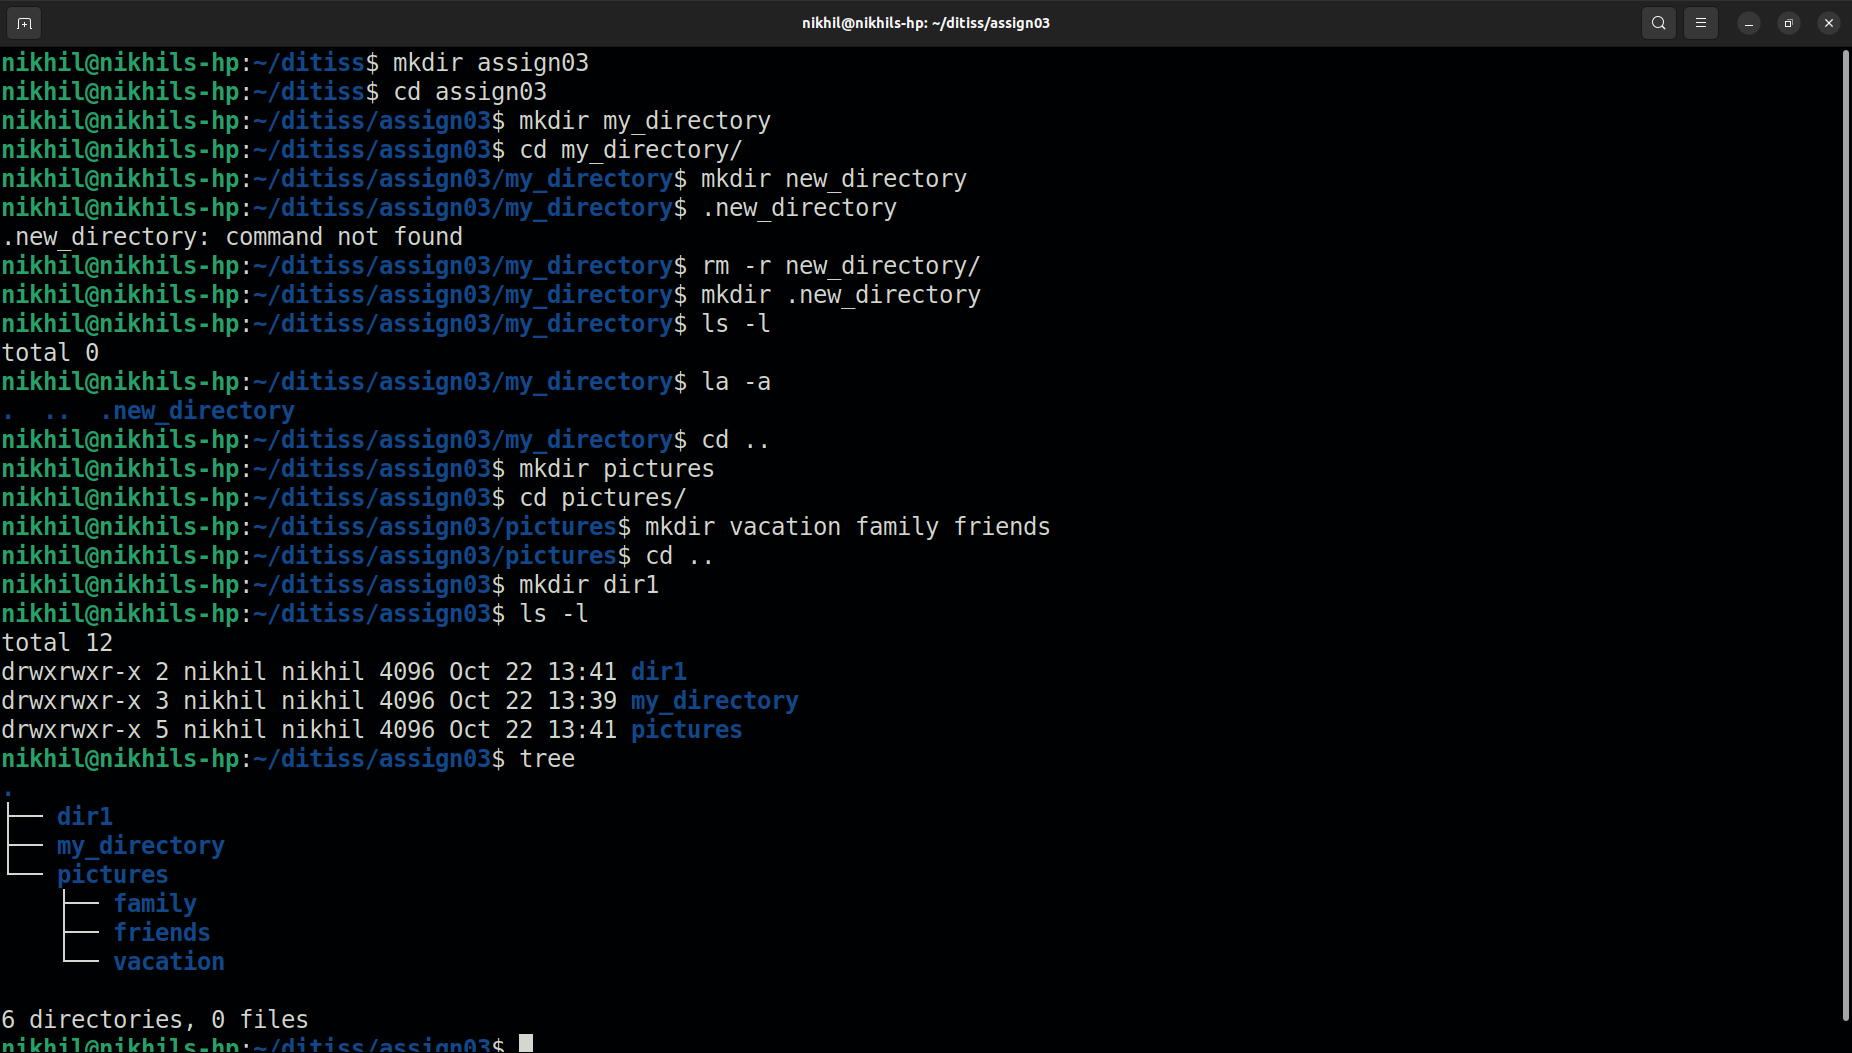 nikhil@nikhils-hp: ~/ditiss/assign03
nikhil@nikhils-hp:~/ditiss$ mkdir assign03
nikhil@nikhils-hp:~/ditiss$ cd assign03
nikhil@nikhils-hp:~/ditiss/assign03$ mkdir my_directory
nikhil@nikhils-hp:~/ditiss/assign03$ cd my_directory/
nikhil@nikhils-hp:~/ditiss/assign03/my_directory$ mkdir new_directory
nikhil@nikhils-hp:~/ditiss/assign03/my_directory$ .new_directory
.new_directory: command not found
nikhil@nikhils-hp:~/ditiss/assign03/my_directory$ rm -r new_directory/
nikhil@nikhils-hp:~/ditiss/assign03/my_directory$ mkdir .new_directory
nikhil@nikhils-hp:~/ditiss/assign03/my_directory$ ls -l
total 0
nikhil@nikhils-hp:~/ditiss/assign03/my_directory$ la -a
.  ..  .new_directory
nikhil@nikhils-hp:~/ditiss/assign03/my_directory$ cd ..
nikhil@nikhils-hp:~/ditiss/assign03$ mkdir pictures
nikhil@nikhils-hp:~/ditiss/assign03$ cd pictures/
nikhil@nikhils-hp:~/ditiss/assign03/pictures$ mkdir vacation family friends
nikhil@nikhils-hp:~/ditiss/assign03/pictures$ cd ..
nikhil@nikhils-hp:~/ditiss/assign03$ mkdir dir1
nikhil@nikhils-hp:~/ditiss/assign03$ ls -l
total 12
drwxrwxr-x 2 nikhil nikhil 4096 Oct 22 13:41 dir1
drwxrwxr-x 3 nikhil nikhil 4096 Oct 22 13:39 my_directory
drwxrwxr-x 5 nikhil nikhil 4096 Oct 22 13:41 pictures
nikhil@nikhils-hp:~/ditiss/assign03$ tree
.
├── dir1
├── my_directory
└── pictures
    ├── family
    ├── friends
    └── vacation
6 directories, 0 files
nikhil@nikhils-hp:~/ditiss/assign03$